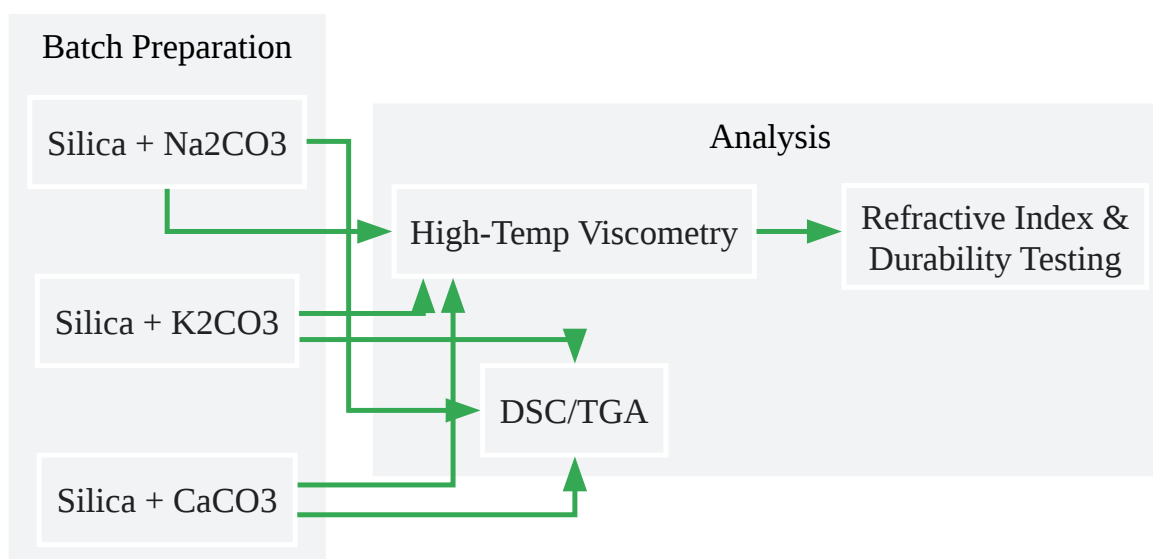 Batch Preparation
Silica + Na2CO3
Silica + K2CO3
Silica + CaCO3
Analysis
High-Temp Viscometry
Refractive Index &
Durability Testing
DSC/TGA